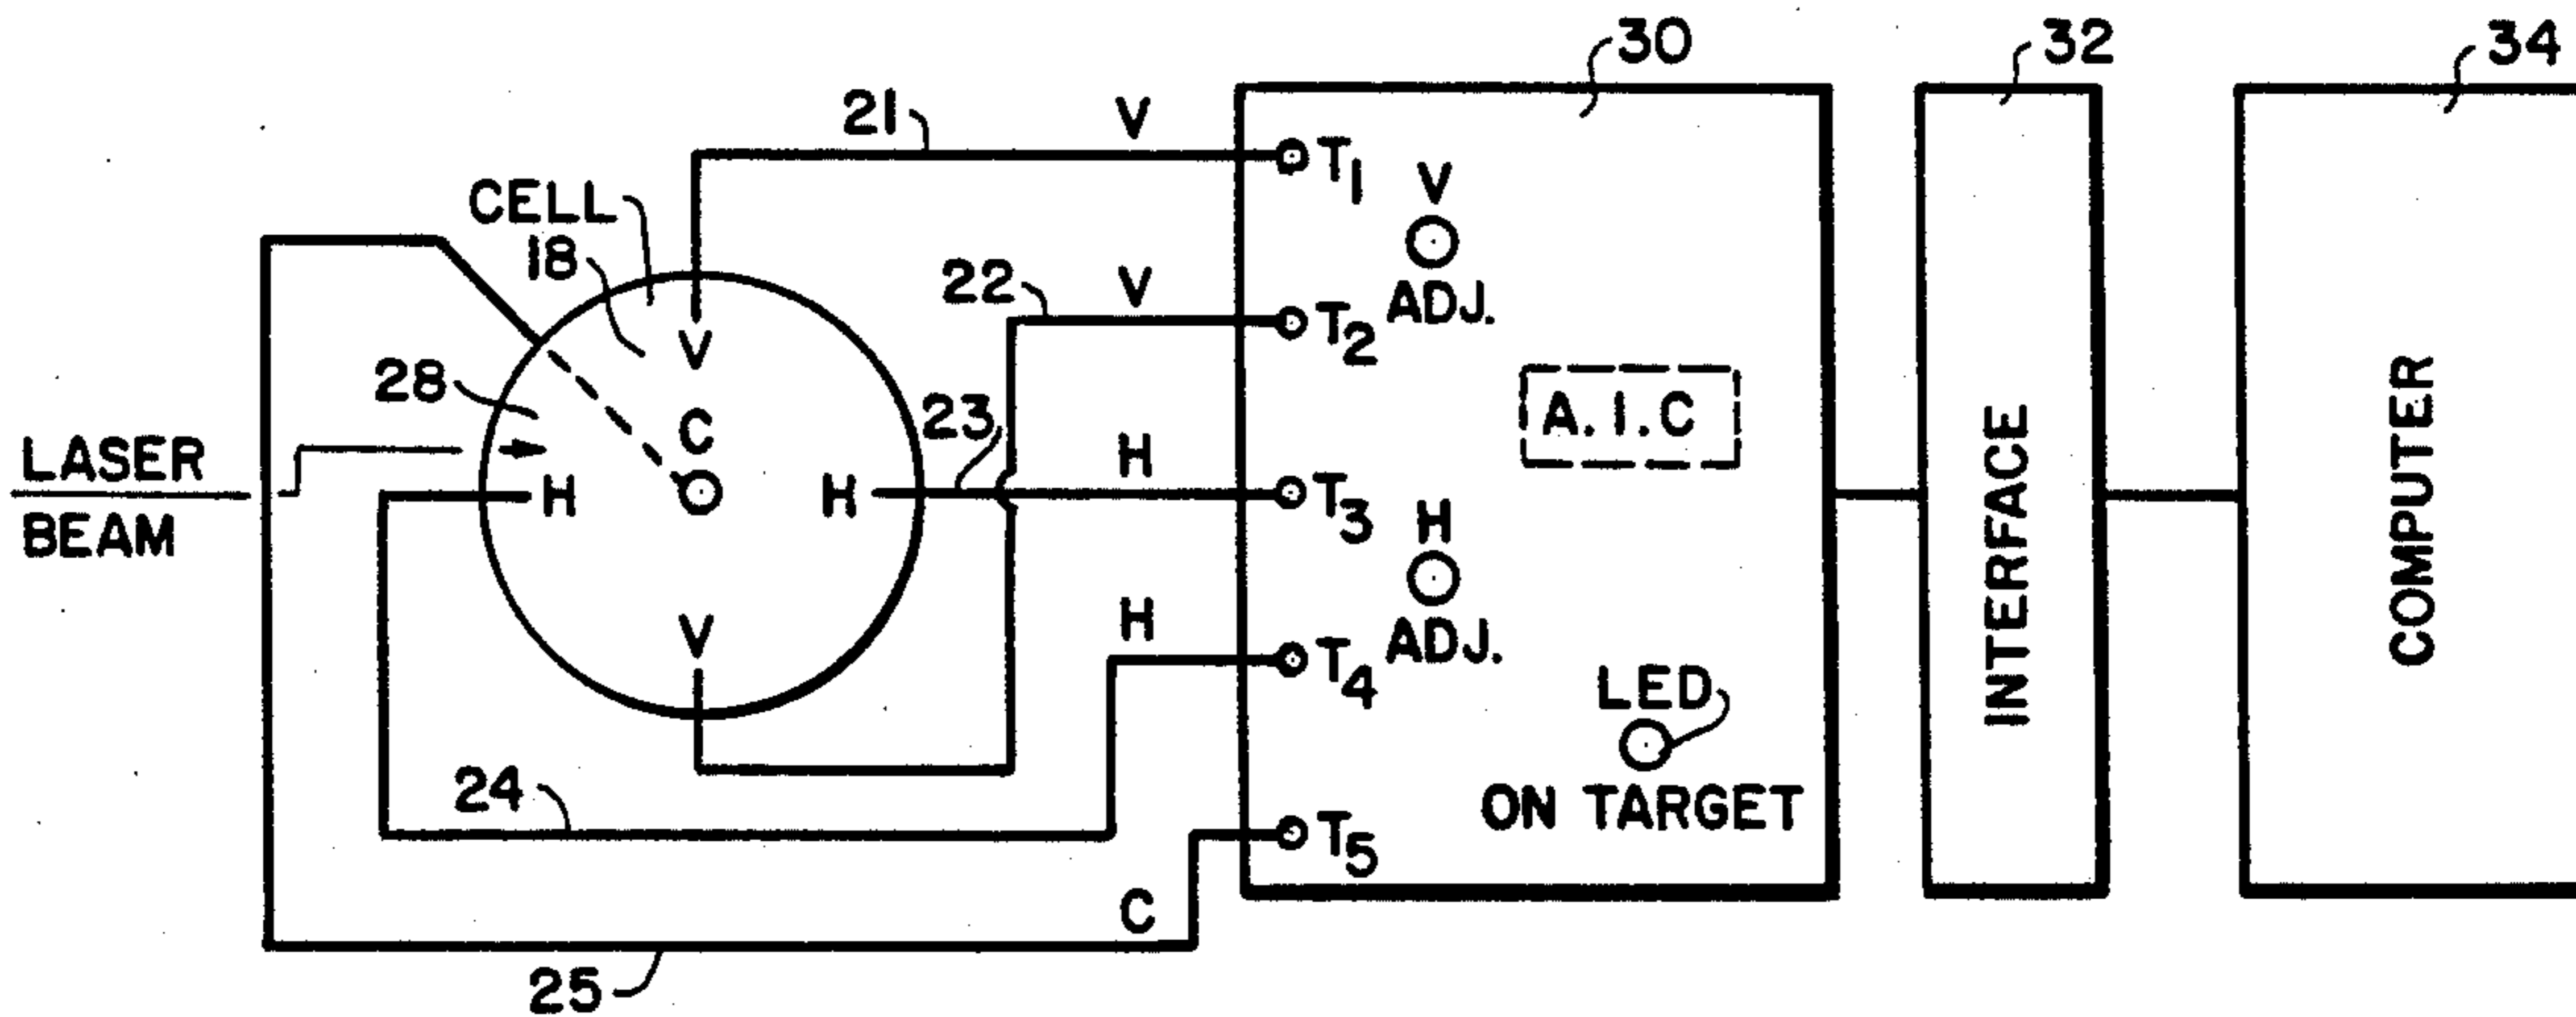 30
32
34
21
V
T1
V
ADJ.
CELL
18
22
V
T2
V
28
C
23
H
T3
A.I.C
LASER
BEAM
H
H
H
ADJ.
INTERFACE
COMPUTER
V
H
T4
LED
ON TARGET
24
T5
C
25